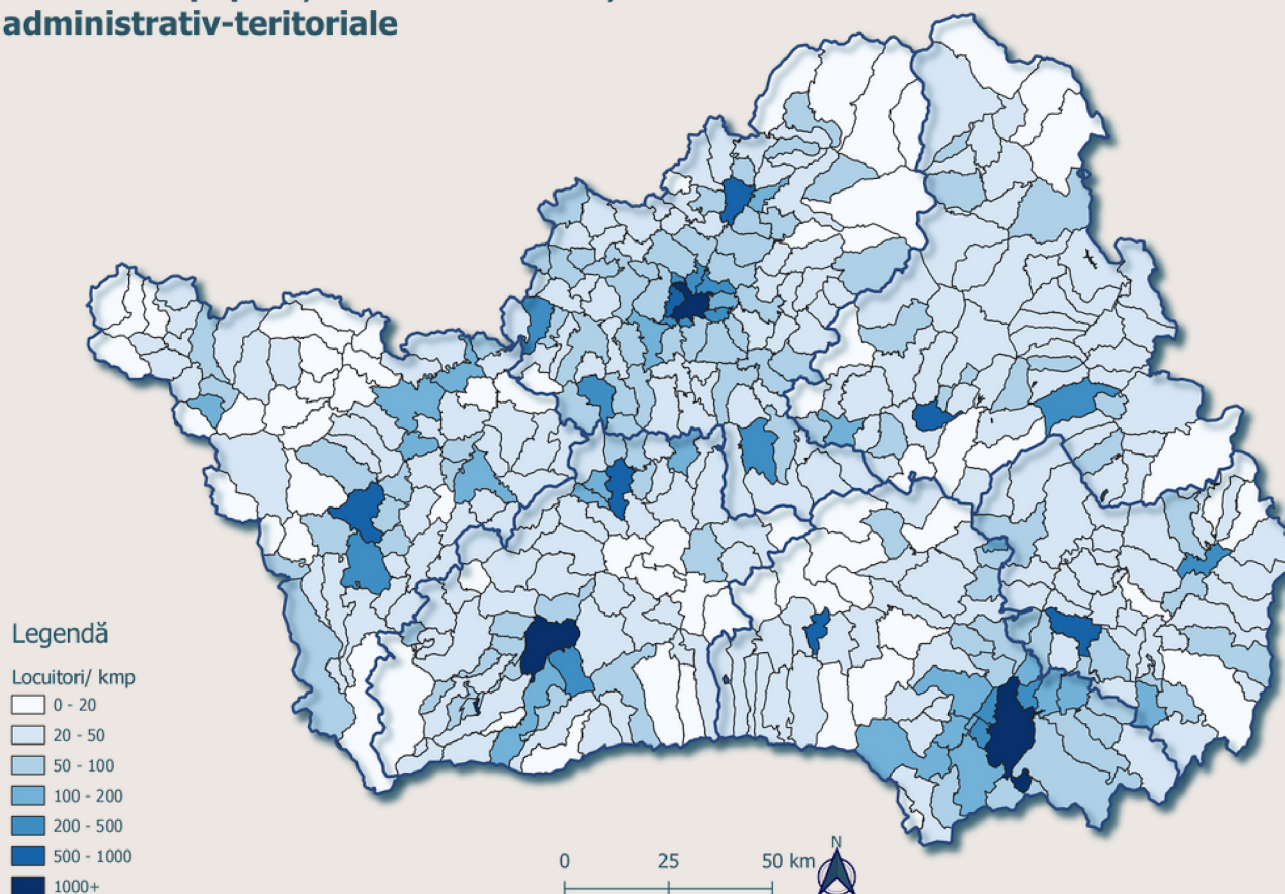 administrativ-teritoriale
Legendă
Locuitori/ kmp
0 - 20
20 - 50
50 - 100
100 - 200
200 - 500
500 - 1000
1000+
0 25 50 km
N